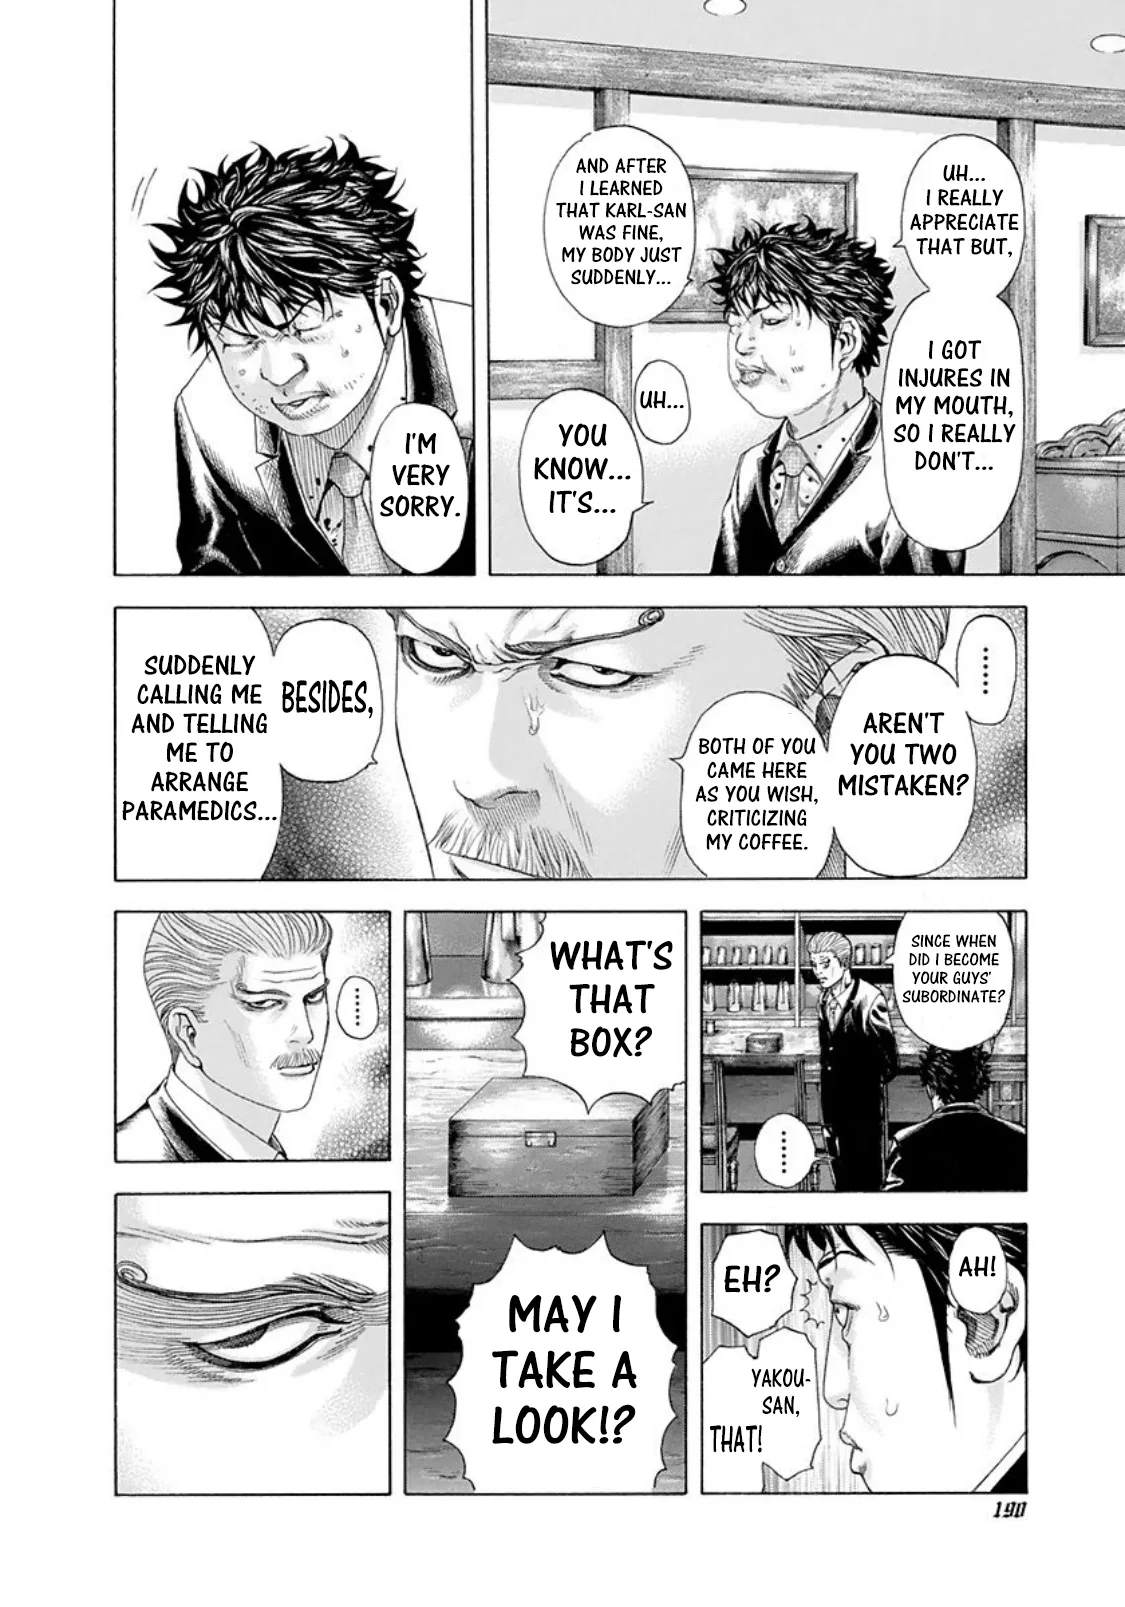 UH...
I REALLY
APPRECIATE
THAT BUT,
I GOT
INJURES IN
MY MOUTH,
SO I REALLY
DON'T...
AND AFTER
I LEARNED
THAT KARL-SAN
WAS FINE,
MY BODY JUST
SUDDENLY...
UH...
YOU
KNOW...
IT'S...
I'M
VERY
SORRY.
........
AREN'T
YOU TWO
MISTAKEN?
BOTH OF YOU
CAME HERE
AS YOU WISH,
CRITICIZING
MY COFFEE.
BESIDES,
SUDDENLY
CALLING ME
AND TELLING
ME TO
ARRANGE
PARAMEDICS...
SINCE WHEN
DID I BECOME
YOUR GUYS'
SUBORDINATE?
........
AH!
EH?
YAKOU-
SAN,
THAT!
WHAT'S
THAT
BOX?
MAY I
TAKE A
LOOK!?
........
190